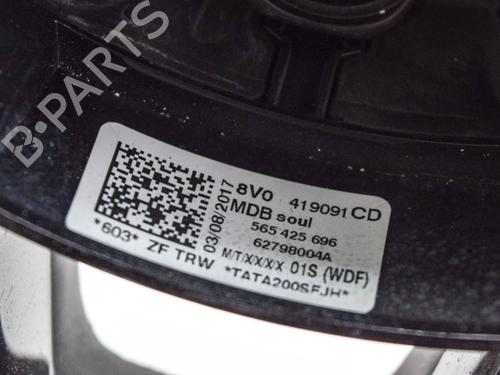 B-PARTS
8V0 419091 CD
MDB soul
565 425 696
62798004A
M/T/X/X/X/X 01S (WDF)
03/08/2017
*603* ZF TRW *TATA200SFJH*